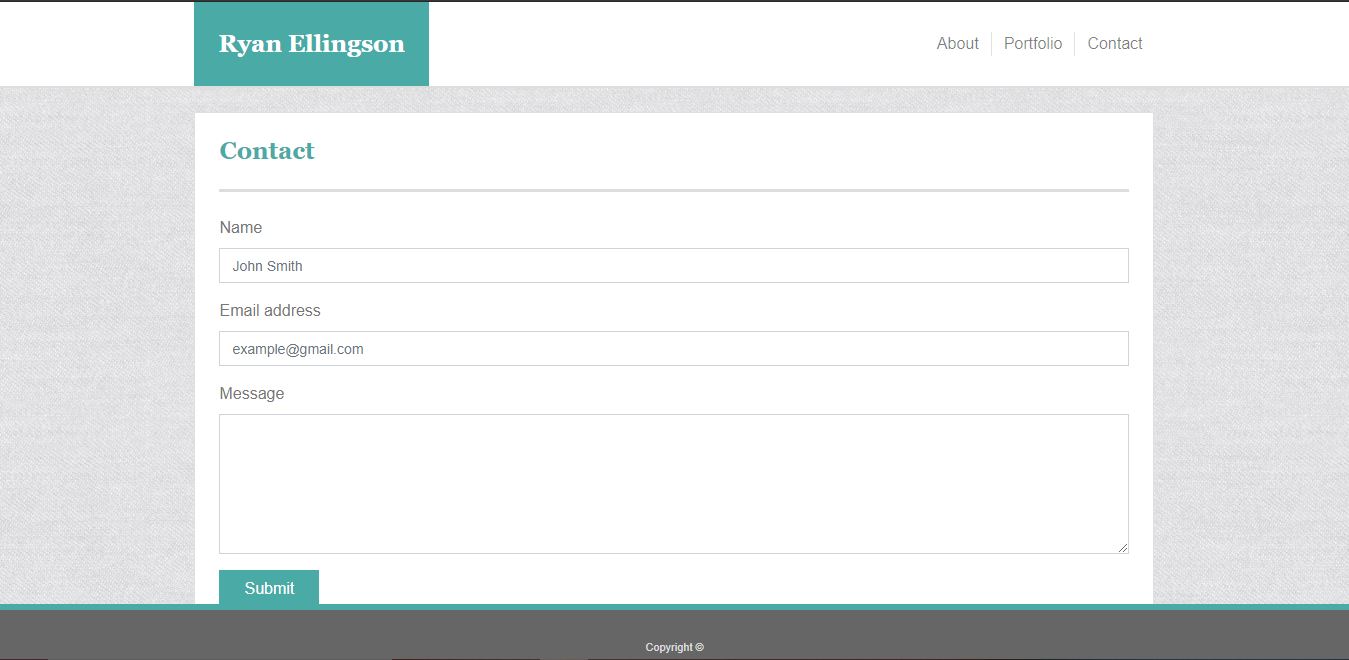 Ryan Ellingson
About Portfolio Contact
Contact
Name
John Smith
Email address
example@gmail.com
Message
Submit
Copyright ©